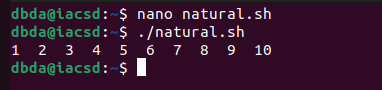 dbda@iacsd:~$ nano natural.sh
dbda@iacsd:~$ ./natural.sh
1  2  3  4  5  6  7  8  9  10
dbda@iacsd:~$